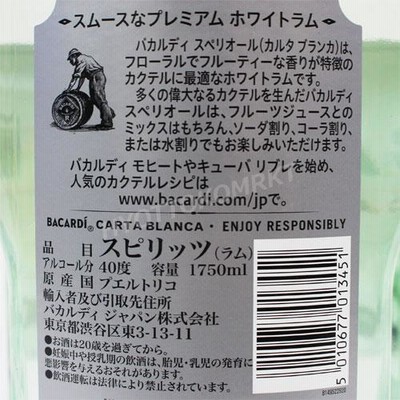 スムースなプレミアム ホワイトラム
バカルディ スペリオール(カルタ ブランカ)は、
フローラルでフルーティーな香りが特徴の
カクテルに最適なホワイトラムです。
多くの偉大なるカクテルを生んだバカルディ
スペリオールは、フルーツジュースとの
ミックスはもちろん、ソーダ割り、コーラ割り、
または水割りでもお楽しみいただけます。
バカルディ モヒートやキューバ リブレを始め、
人気のカクテルレシピは
www.bacardi.com/jpで。
BACARDÍ CARTA BLANCA・ENJOY RESPONSIBLY
品 目 スピリッツ(ラム)
アルコール分 40度 容量 1750ml
原産国 プエルトリコ
輸入者及び引取先住所
バカルディ ジャパン株式会社
東京都渋谷区東3-13-11
●お酒は20歳を過ぎてから。
●妊娠中や授乳期の飲酒は、胎児・乳児の発育に
悪影響を与えるおそれがあります。
●飲酒運転は法律により禁止されています。
5 010677 013451